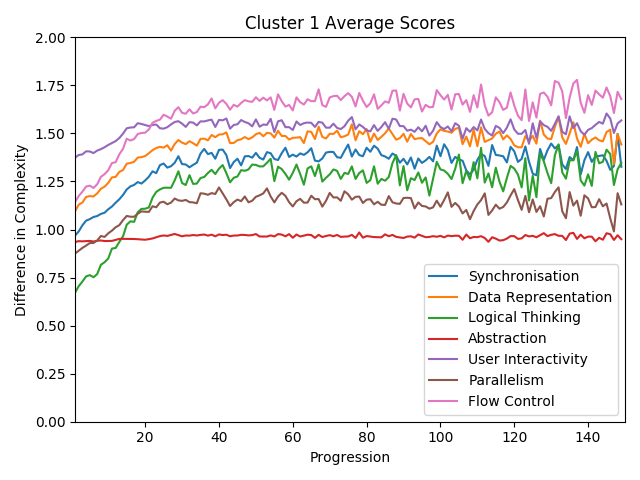 Cluster 1 Average Scores
Difference in Complexity
2.00
1.75
1.50
1.25
1.00
0.75
0.50
0.25
0.00
20
40
60
80
100
120
140
Progression
Synchronisation
Data Representation
Logical Thinking
Abstraction
User Interactivity
Parallelism
Flow Control